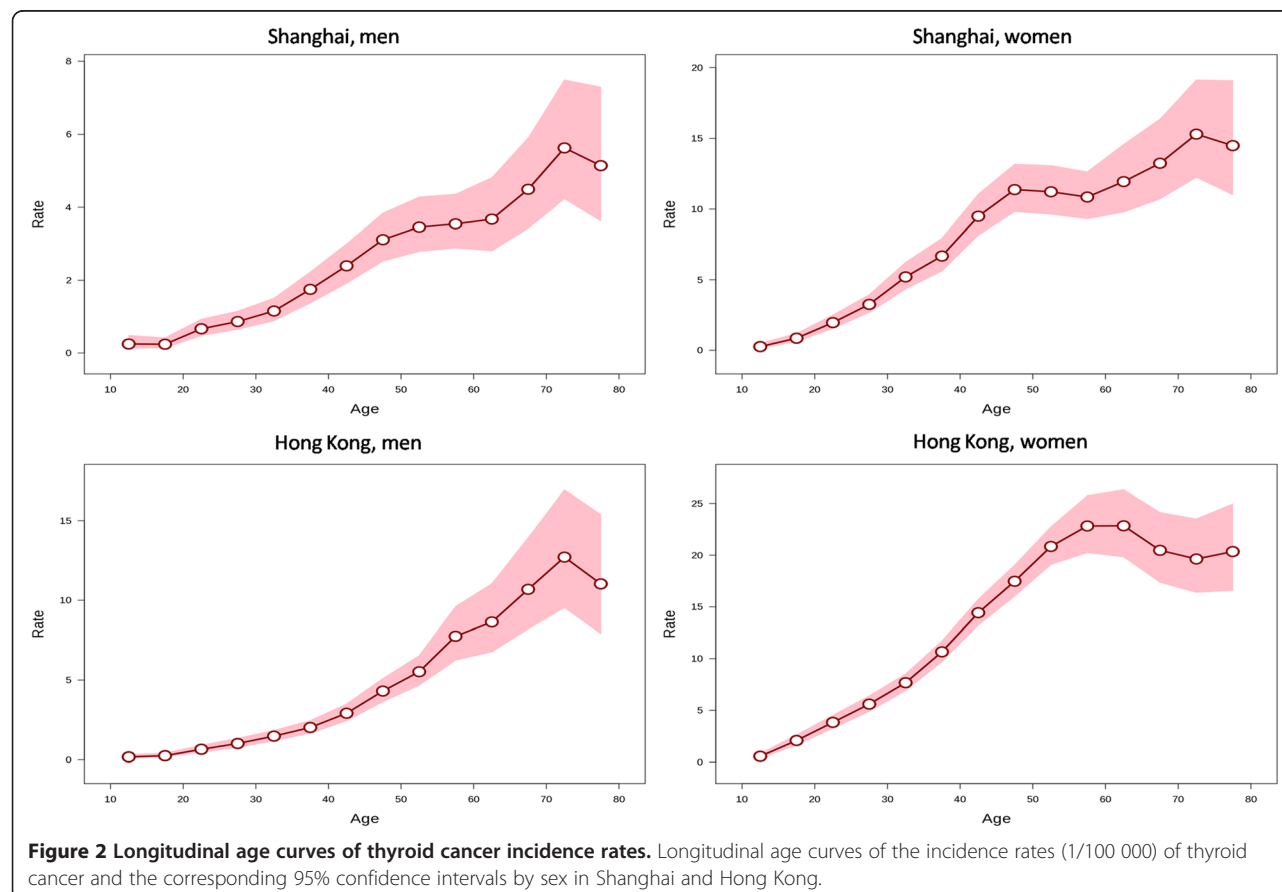 Shanghai, men
8
6
4
2
0
Rate
10 20 30 40 50 60 70 80
Age
Shanghai, women
20
15
10
5
0
Rate
10 20 30 40 50 60 70 80
Age
Hong Kong, men
15
10
5
0
Rate
10 20 30 40 50 60 70 80
Age
Hong Kong, women
25
20
15
10
5
0
Rate
10 20 30 40 50 60 70 80
Age
Figure 2 Longitudinal age curves of thyroid cancer incidence rates. Longitudinal age curves of the incidence rates (1/100 000) of thyroid
cancer and the corresponding 95% confidence intervals by sex in Shanghai and Hong Kong.